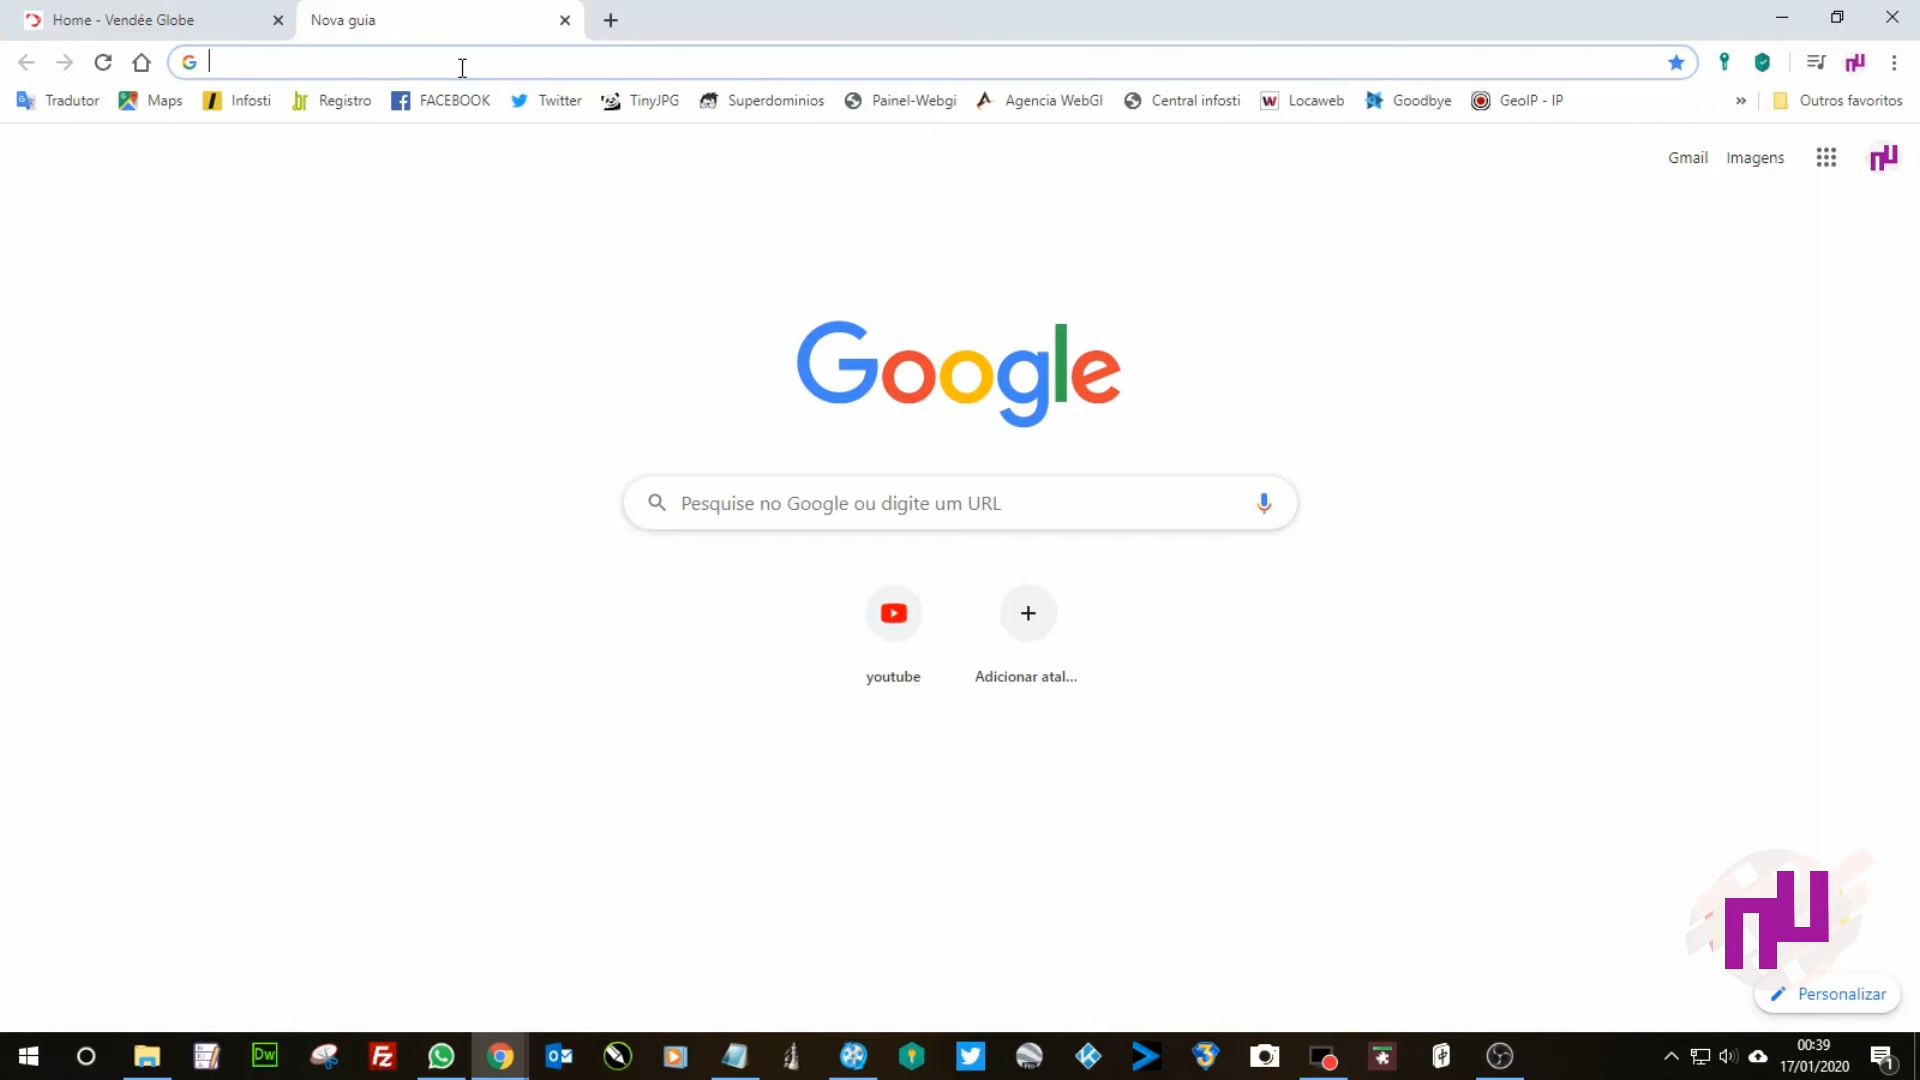 Home - Vendée Globe
Nova guia
Tradutor Maps Infosti Registro FACEBOOK Twitter TinyJPG Superdominios Painel-Webgi Agencia WebGI Central infosti Locaweb Goodbye GeoIP - IP » Outros favoritos
Gmail Imagens
Google
Pesquise no Google ou digite um URL
youtube Adicionar atal...
Personalizar
00:39
17/01/2020